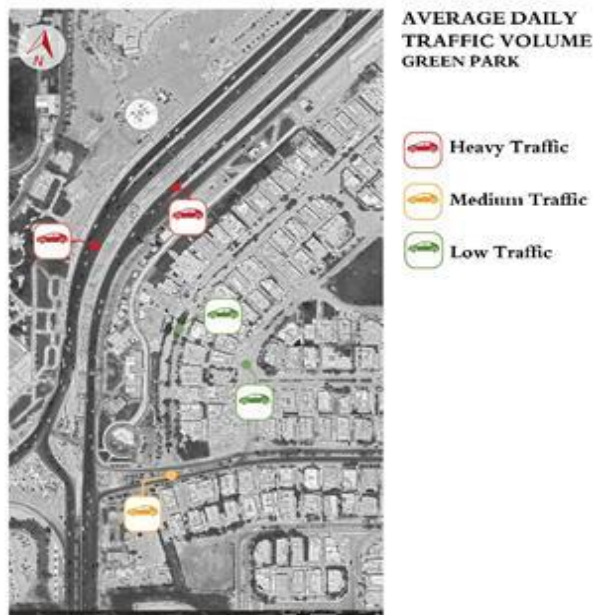 AVERAGE DAILY
TRAFFIC VOLUME
GREEN PARK
N
Heavy Traffic
Medium Traffic
Low Traffic